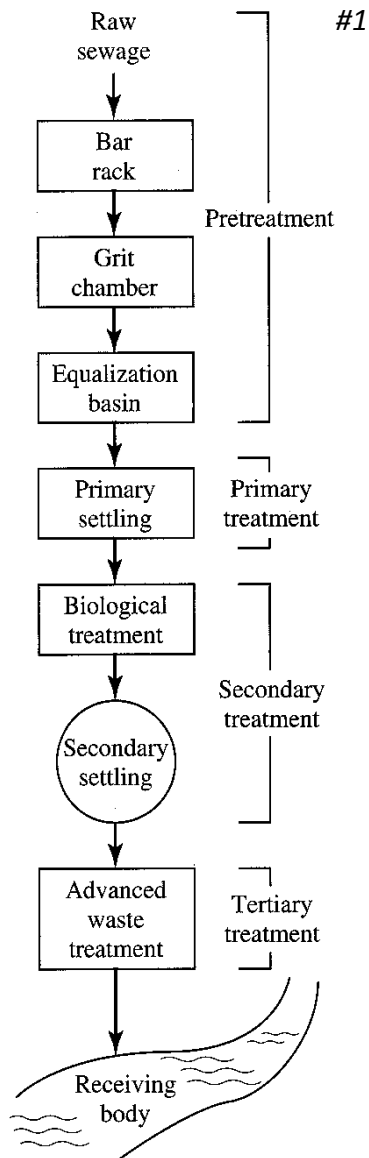 #1
Raw
sewage
Bar
rack
Pretreatment
Grit
chamber
Equalization
basin
Primary
settling
Primary
treatment
Biological
treatment
Secondary
treatment
Secondary
settling
Advanced
waste
treatment
Tertiary
treatment
Receiving
body